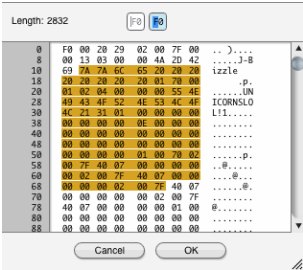 Length: 2832 F0 F0
0 F0 00 20 29 02 00 7F 00 .. )....
8 00 13 03 00 00 4A 2D 42 .....J-B
10 69 7A 7A 6C 65 20 20 20 izzle
18 20 20 20 20 20 01 70 00 .p.
20 01 02 04 00 00 00 55 4E ......UN
28 49 43 4F 52 4E 53 4C 4F ICORNSLO
30 4C 21 31 01 00 00 00 00 L!1.....
38 00 00 00 00 0E 00 00 00 ........
40 00 00 00 00 00 00 00 00 ........
48 00 00 00 00 00 00 00 00 ........
50 00 00 00 00 01 00 70 02 ......p.
58 00 7F 40 07 00 00 00 00 ..@.....
60 00 02 00 7F 40 07 00 00 ....@...
68 00 00 00 02 00 7F 40 07 ......@.
70 00 00 00 00 00 02 00 7F ........
78 40 07 00 00 00 00 01 00 @.......
80 00 00 00 00 00 00 00 00 ........
88 00 00 00 00 00 00 00 00 ........
Cancel OK